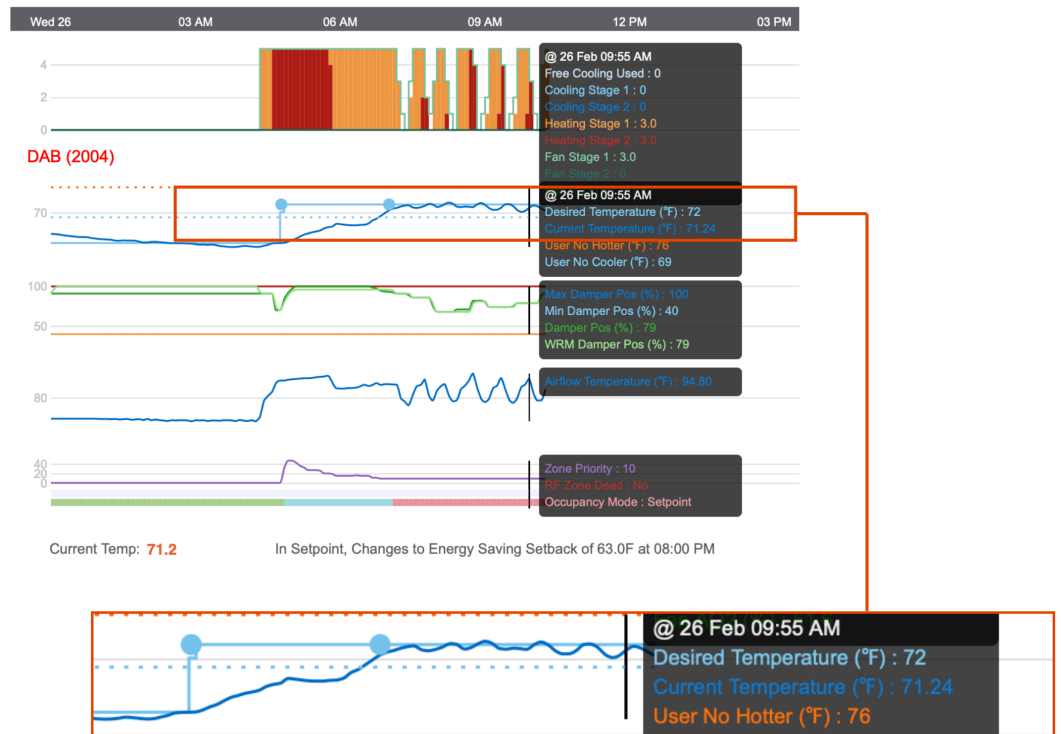 Wed 26 03 AM 06 AM 09 AM 12 PM 03 PM
4
2
0
@ 26 Feb 09:55 AM
Free Cooling Used : 0
Cooling Stage 1 : 0
Cooling Stage 2 : 0
Heating Stage 1 : 3.0
Heating Stage 2 : 3.0
Fan Stage 1 : 3.0
Fan Stage 2 : 0
DAB (2004)
70
@ 26 Feb 09:55 AM
Desired Temperature (°F) : 72
Current Temperature (°F) : 71.24
User No Hotter (°F) : 76
User No Cooler (°F) : 69
100
50
Max Damper Pos (%) : 100
Min Damper Pos (%) : 40
Damper Pos (%) : 79
WRM Damper Pos (%) : 79
80
Airflow Temperature (°F) : 94.80
40
20
0
Zone Priority : 10
RF Zone Dead : No
Occupancy Mode : Setpoint
Current Temp: 71.2 In Setpoint, Changes to Energy Saving Setback of 63.0F at 08:00 PM
@ 26 Feb 09:55 AM
Desired Temperature (°F) : 72
Current Temperature (°F) : 71.24
User No Hotter (°F) : 76